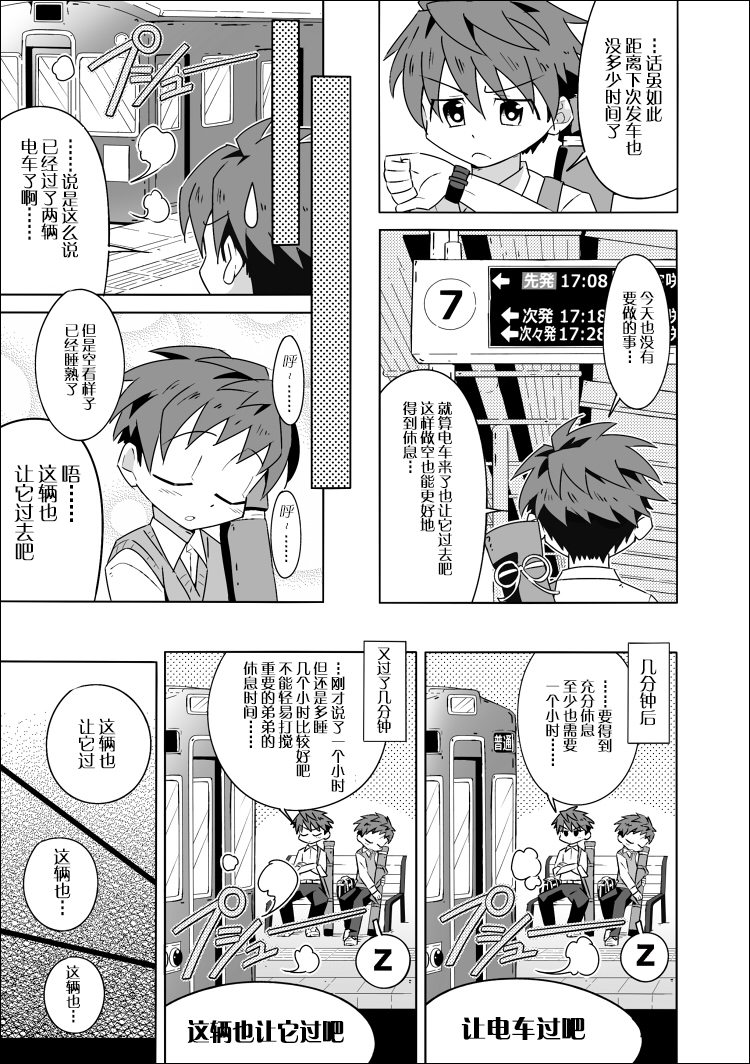 …话虽如此
距离下次发车也
没多少时间了
7
先発 17:08
次発 17:18
次々発 17:28
今天也没有
要做的事…
就算电车来了也让它过去吧
这样做空也能更好地
得到休息…
プシュー
……说是这么说
已经过了两辆
电车了啊……
呼~……
但是空看样子
已经睡熟了
呼~……
唔……
这辆也
让它过去吧
几分钟后
……要得到
充分休息
至少也需要
一个小时……
普通
プシュー
Z
让电车过吧
又过了几分钟
…刚才说了一个小时
但还是多睡
几个小时比较好吧
不能轻易打搅
重要的弟弟的
休息时间……
プシュー
Z
这辆也让它过吧
这辆也
让它过
这辆也…
这辆也…